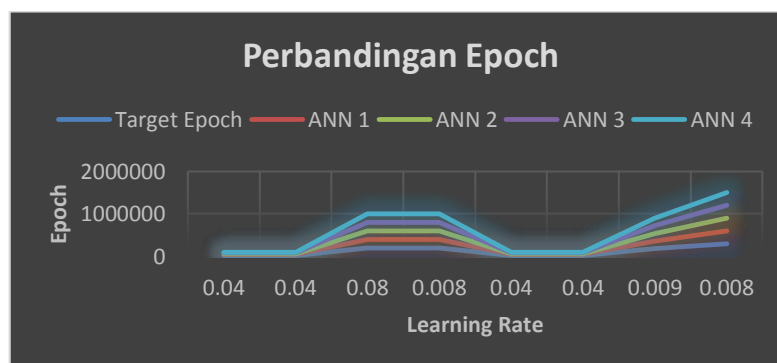 Perbandingan Epoch
Target Epoch ANN 1 ANN 2 ANN 3 ANN 4
2000000
1000000
0
Epoch
0.04 0.04 0.08 0.008 0.04 0.04 0.009 0.008
Learning Rate